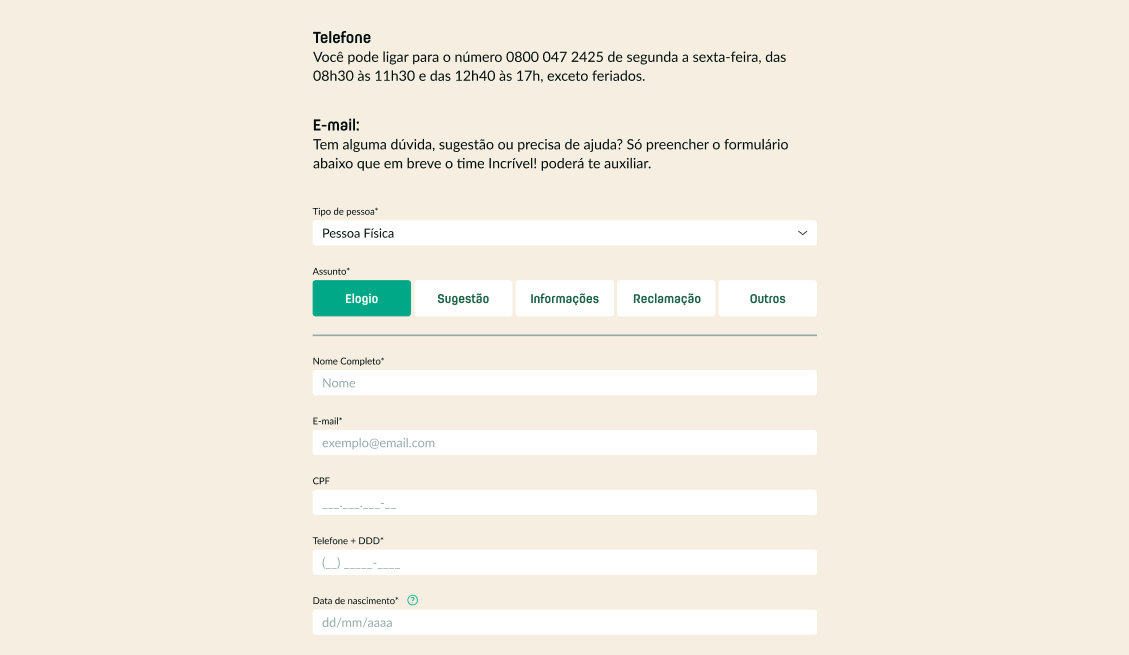 Telefone
Você pode ligar para o número 0800 047 2425 de segunda a sexta-feira, das
08h30 às 11h30 e das 12h40 às 17h, exceto feriados.
E-mail:
Tem alguma dúvida, sugestão ou precisa de ajuda? Só preencher o formulário
abaixo que em breve o time Incrível! poderá te auxiliar.
Tipo de pessoa*
Pessoa Física
Assunto*
Elogio Sugestão Informações Reclamação Outros
Nome Completo*
Nome
E-mail*
exemplo@email.com
CPF
___.___.___-__
Telefone + DDD*
(__) _____-____
Data de nascimento* ?
dd/mm/aaaa